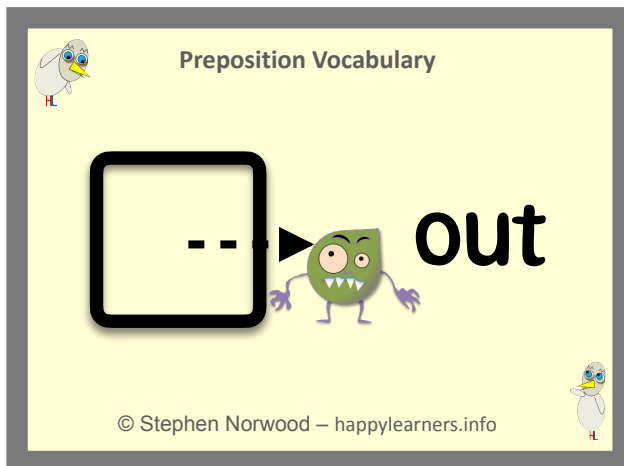 Preposition Vocabulary
HL
out
© Stephen Norwood – happylearners.info
HL